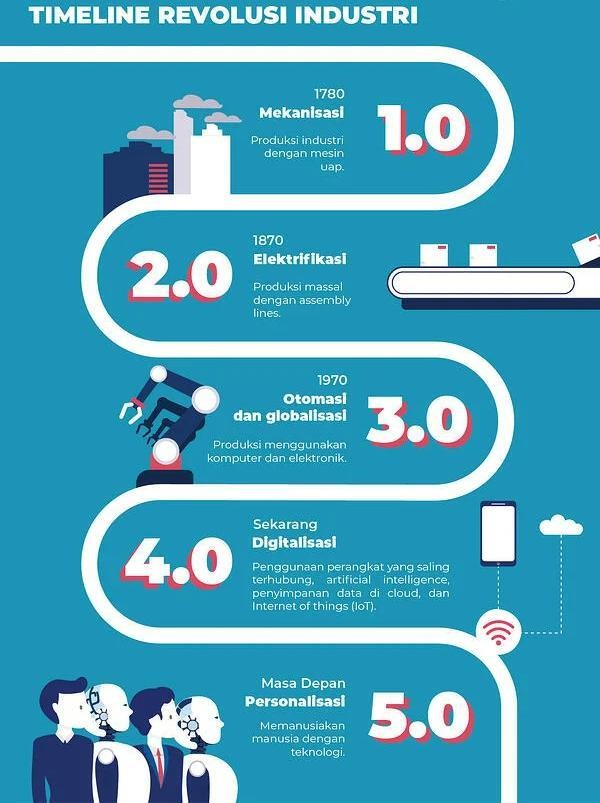 TIMELINE REVOLUSI INDUSTRI
1780
Mekanisasi
Produksi industri
dengan mesin
uap.
1.0
1870
Elektrifikasi
Produksi massal
dengan assembly
lines.
2.0
1970
Otomasi
dan globalisasi
Produksi menggunakan
komputer dan elektronik.
3.0
Sekarang
Digitalisasi
Penggunaan perangkat yang saling
terhubung, artificial intelligence,
penyimpanan data di cloud, dan
Internet of things (IoT).
4.0
Masa Depan
Personalisasi
Memanusiakan
manusia dengan
teknologi.
5.0